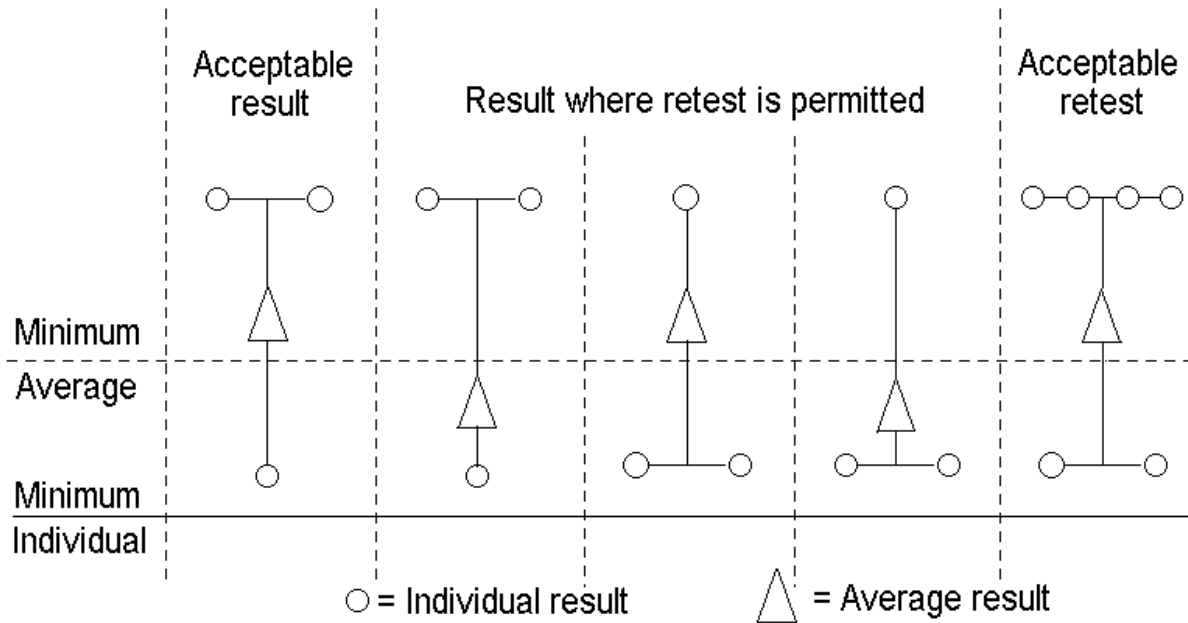 Acceptable
result
Result where retest is permitted
Acceptable
retest
Minimum
Average
Minimum
Individual
= Individual result
= Average result